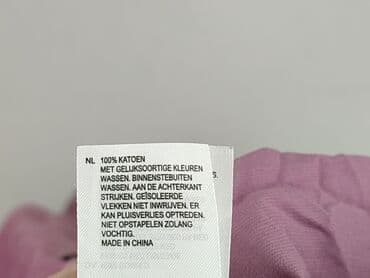 NL 100% KATOEN
MET GELIJKSOORTIGE KLEUREN
WASSEN. BINNENSTEBUITEN
WASSEN. AAN DE ACHTERKANT
STRIJKEN. GEÏSOLEERDE
VLEKKEN NIET INWRIJVEN. ER
KAN PLUISVERLIES OPTREDEN.
NIET OPSTAPELEN ZOLANG
VOCHTIG.
MADE IN CHINA
S.